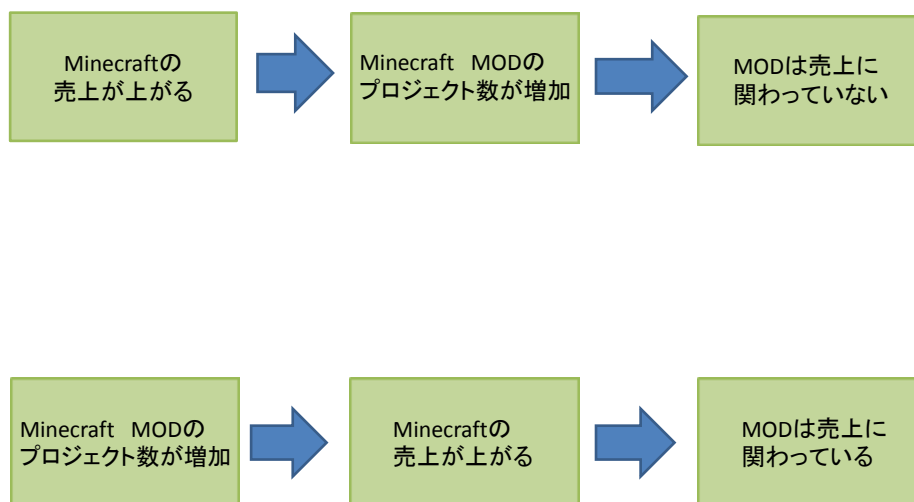 Minecraftの
売上が上がる
Minecraft　MODの
プロジェクト数が増加
MODは売上に
関わっていない
Minecraft　MODの
プロジェクト数が増加
Minecraftの
売上が上がる
MODは売上に
関わっている